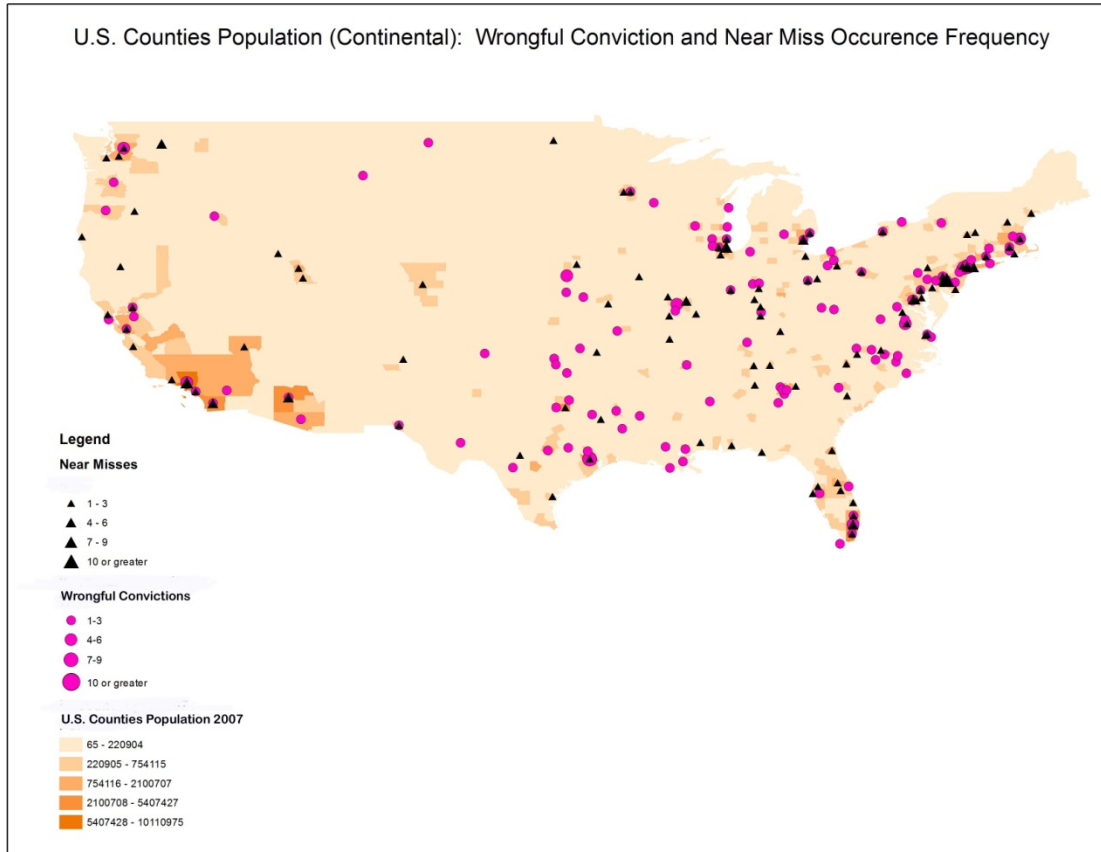 U.S. Counties Population (Continental):  Wrongful Conviction and Near Miss Occurence Frequency
Legend
Near Misses
1 - 3
4 - 6
7 - 9
10 or greater
Wrongful Convictions
1-3
4-6
7-9
10 or greater
U.S. Counties Population 2007
65 - 220904
220905 - 754115
754116 - 2100707
2100708 - 5407427
5407428 - 10110975